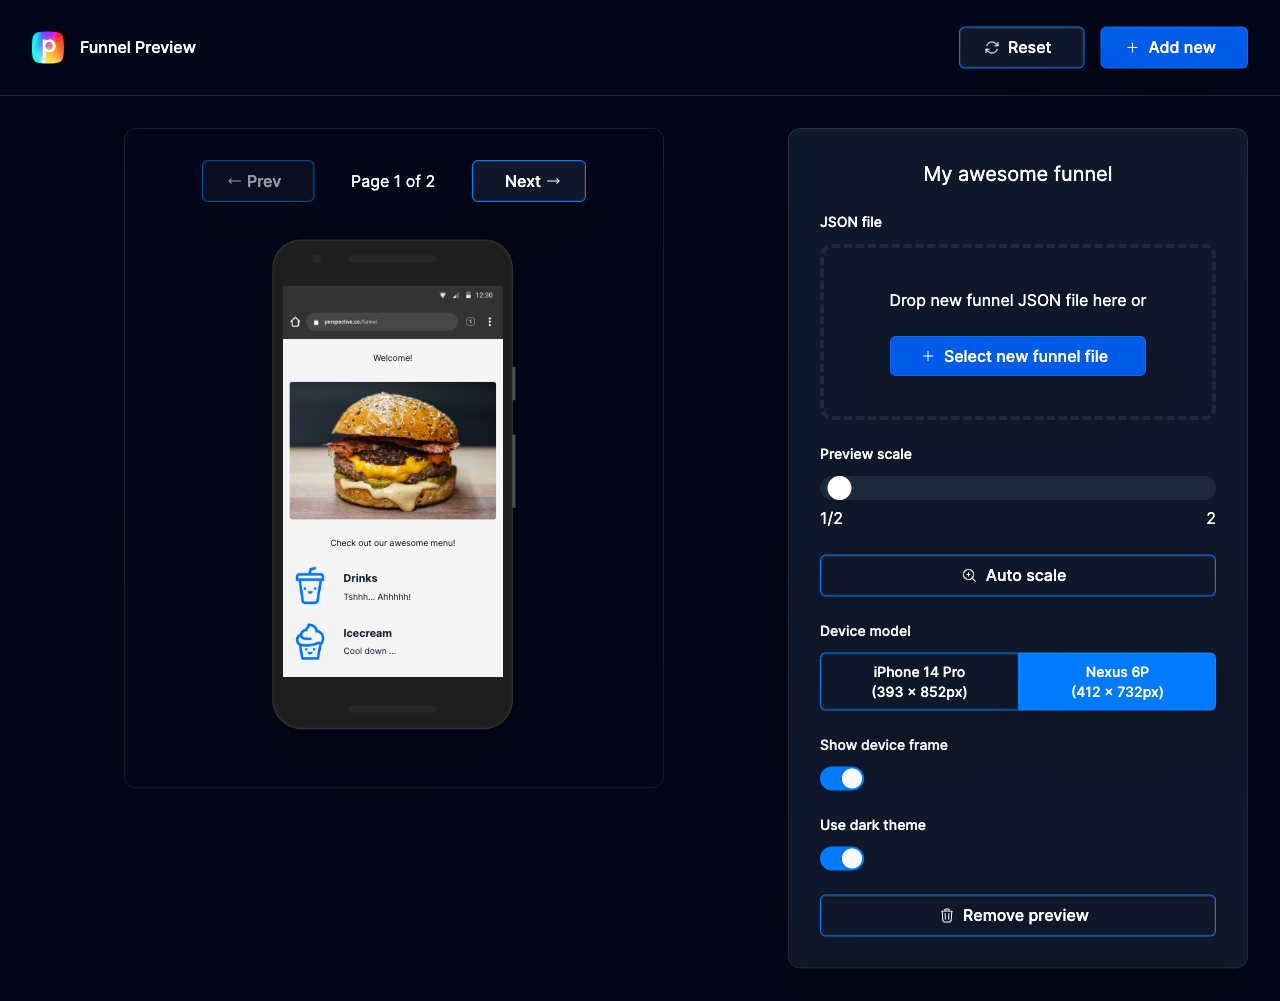 Funnel Preview
Reset
+ Add new
← Prev
Page 1 of 2
Next →
12:30
perspective.co/funnel
1
Welcome!
Check out our awesome menu!
Drinks
Tshhh... Ahhhhh!
Icecream
Cool down ...
My awesome funnel
JSON file
Drop new funnel JSON file here or
+ Select new funnel file
Preview scale
1/2
2
Auto scale
Device model
iPhone 14 Pro
(393 × 852px)
Nexus 6P
(412 × 732px)
Show device frame
Use dark theme
Remove preview